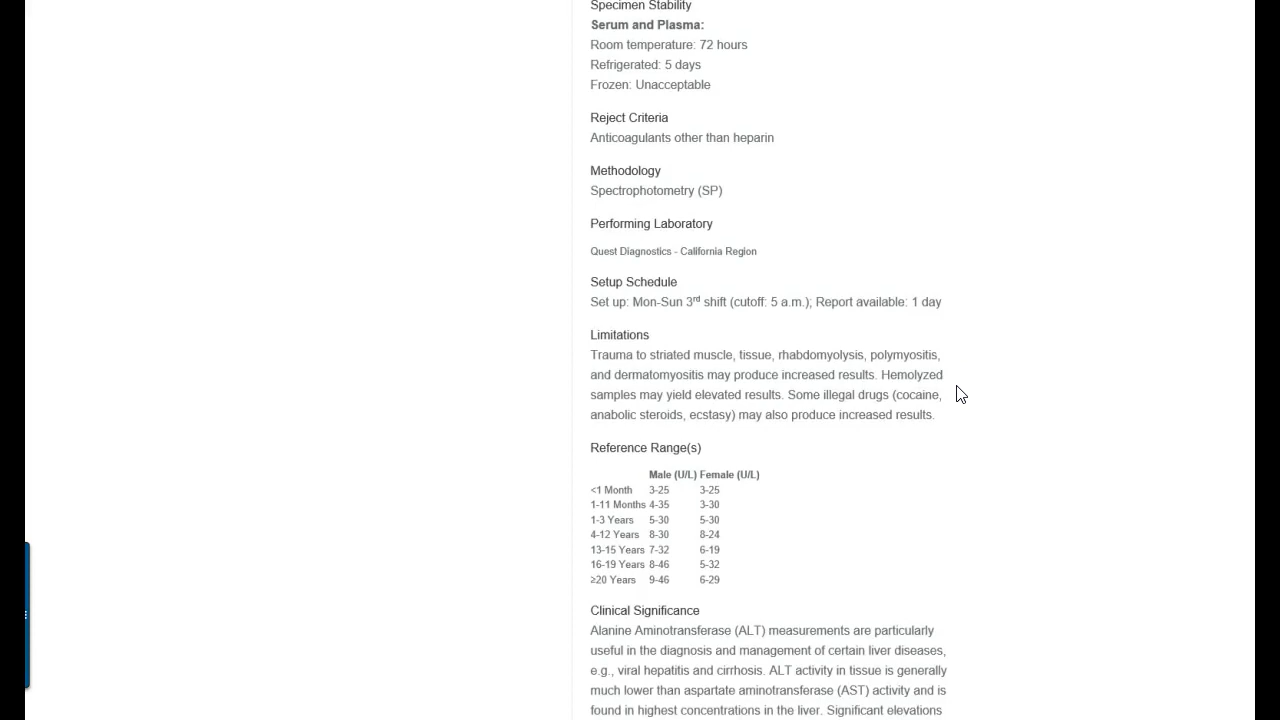 Specimen Stability
Serum and Plasma:
Room temperature: 72 hours
Refrigerated: 5 days
Frozen: Unacceptable
Reject Criteria
Anticoagulants other than heparin
Methodology
Spectrophotometry (SP)
Performing Laboratory
Quest Diagnostics - California Region
Setup Schedule
Set up: Mon-Sun 3rd shift (cutoff: 5 a.m.); Report available: 1 day
Limitations
Trauma to striated muscle, tissue, rhabdomyolysis, polymyositis,
and dermatomyositis may produce increased results. Hemolyzed
samples may yield elevated results. Some illegal drugs (cocaine,
anabolic steroids, ecstasy) may also produce increased results.
Reference Range(s)
Male (U/L) Female (U/L)
<1 Month 3-25 3-25
1-11 Months 4-35 3-30
1-3 Years 5-30 5-30
4-12 Years 8-30 8-24
13-15 Years 7-32 6-19
16-19 Years 8-46 5-32
≥20 Years 9-46 6-29
Clinical Significance
Alanine Aminotransferase (ALT) measurements are particularly
useful in the diagnosis and management of certain liver diseases,
e.g., viral hepatitis and cirrhosis. ALT activity in tissue is generally
much lower than aspartate aminotransferase (AST) activity and is
found in highest concentrations in the liver. Significant elevations